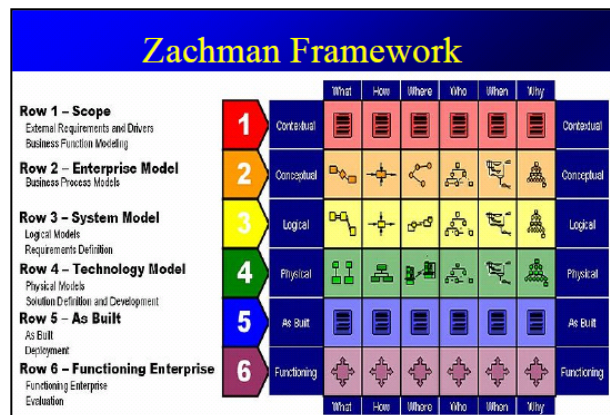 Zachman Framework
What How Where Who When Why
Row 1 – Scope
External Requirements and Drivers
Business Function Modeling
1 Contextual Contextual
Row 2 – Enterprise Model
Business Process Models
2 Conceptual Conceptual
Row 3 – System Model
Logical Models
Requirements Definition
3 Logical Logical
Row 4 – Technology Model
Physical Models
Solution Definition and Development
4 Physical Physical
Row 5 – As Built
As Built
Deployment
5 As Built As Built
Row 6 – Functioning Enterprise
Functioning Enterprise
Evaluation
6 Functioning Functioning
What How Where Who When Why